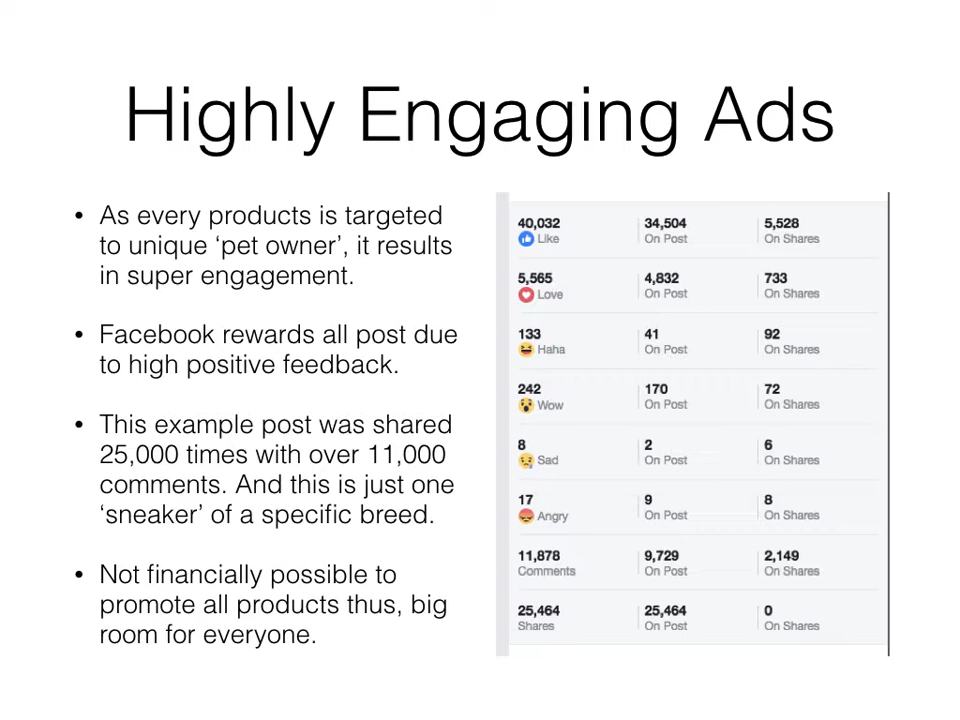 Highly Engaging Ads
• As every products is targeted
to unique ‘pet owner’, it results
in super engagement.
• Facebook rewards all post due
to high positive feedback.
• This example post was shared
25,000 times with over 11,000
comments. And this is just one
‘sneaker’ of a specific breed.
• Not financially possible to
promote all products thus, big
room for everyone.
40,032 34,504 5,528
Like On Post On Shares
5,565 4,832 733
Love On Post On Shares
133 41 92
Haha On Post On Shares
242 170 72
Wow On Post On Shares
8 2 6
Sad On Post On Shares
17 9 8
Angry On Post On Shares
11,878 9,729 2,149
Comments On Post On Shares
25,464 25,464 0
Shares On Post On Shares